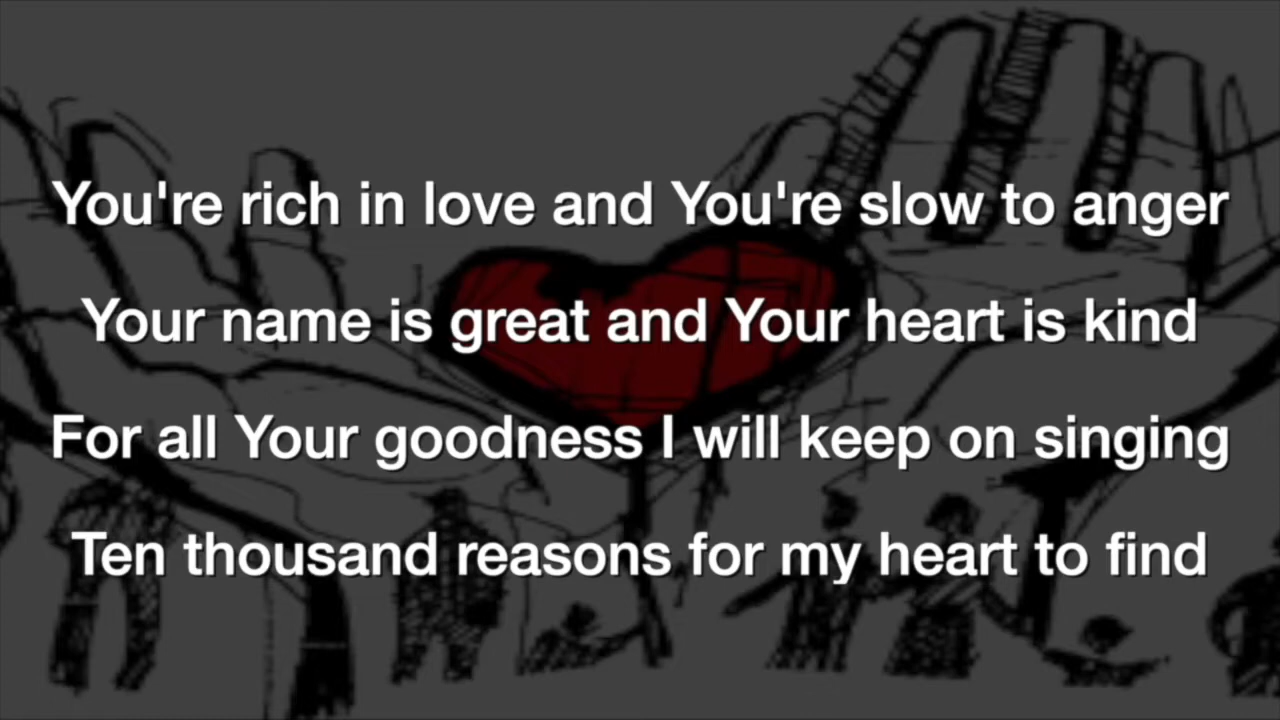 You're rich in love and You're slow to anger
Your name is great and Your heart is kind
For all Your goodness I will keep on singing
Ten thousand reasons for my heart to find